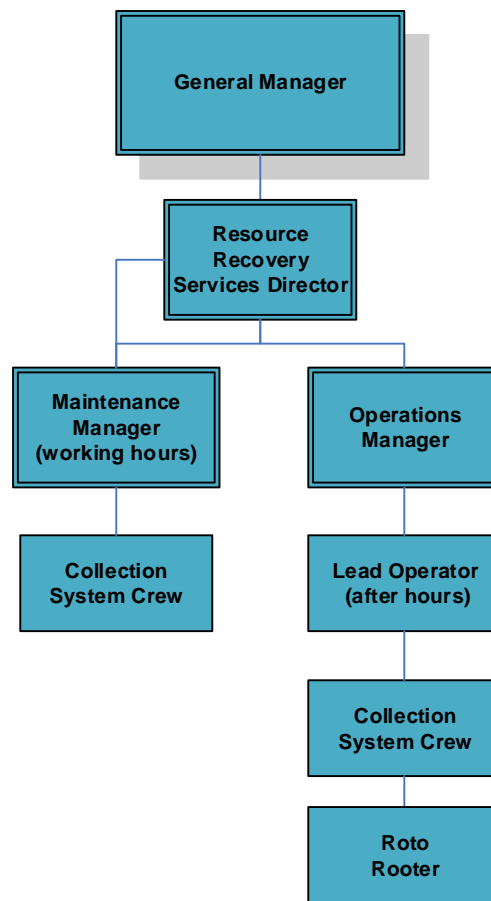 General Manager
Resource
Recovery
Services Director
Maintenance
Manager
(working hours)
Operations
Manager
Collection
System Crew
Lead Operator
(after hours)
Collection
System Crew
Roto
Rooter